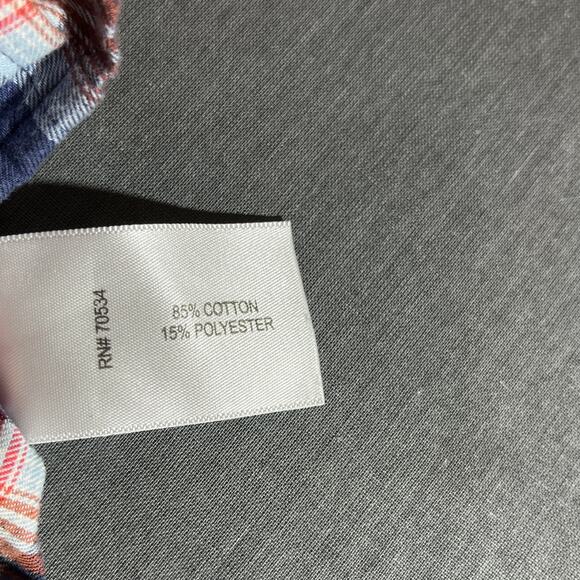 85% COTTON
15% POLYESTER
RN# 70534